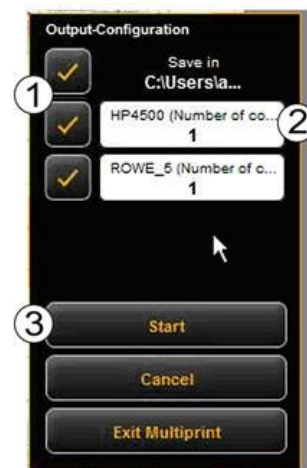 Output-Configuration
Save in
C:\Users\a...
1
HP4500 (Number of co...
1
2
ROWE_5 (Number of c...
1
3
Start
Cancel
Exit Multiprint